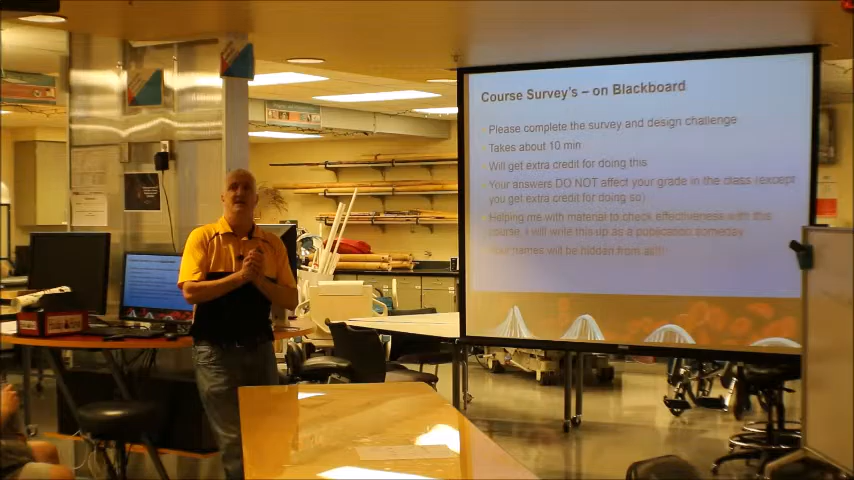 Course Survey's – on Blackboard
Please complete the survey and design challenge
Takes about 10 min
Will get extra credit for doing this
Your answers DO NOT affect your grade in the class (except
you get extra credit for doing so)
Helping me with material to check effectiveness with this
course. I will write this up as a publication someday
Your names will be hidden from as!!!